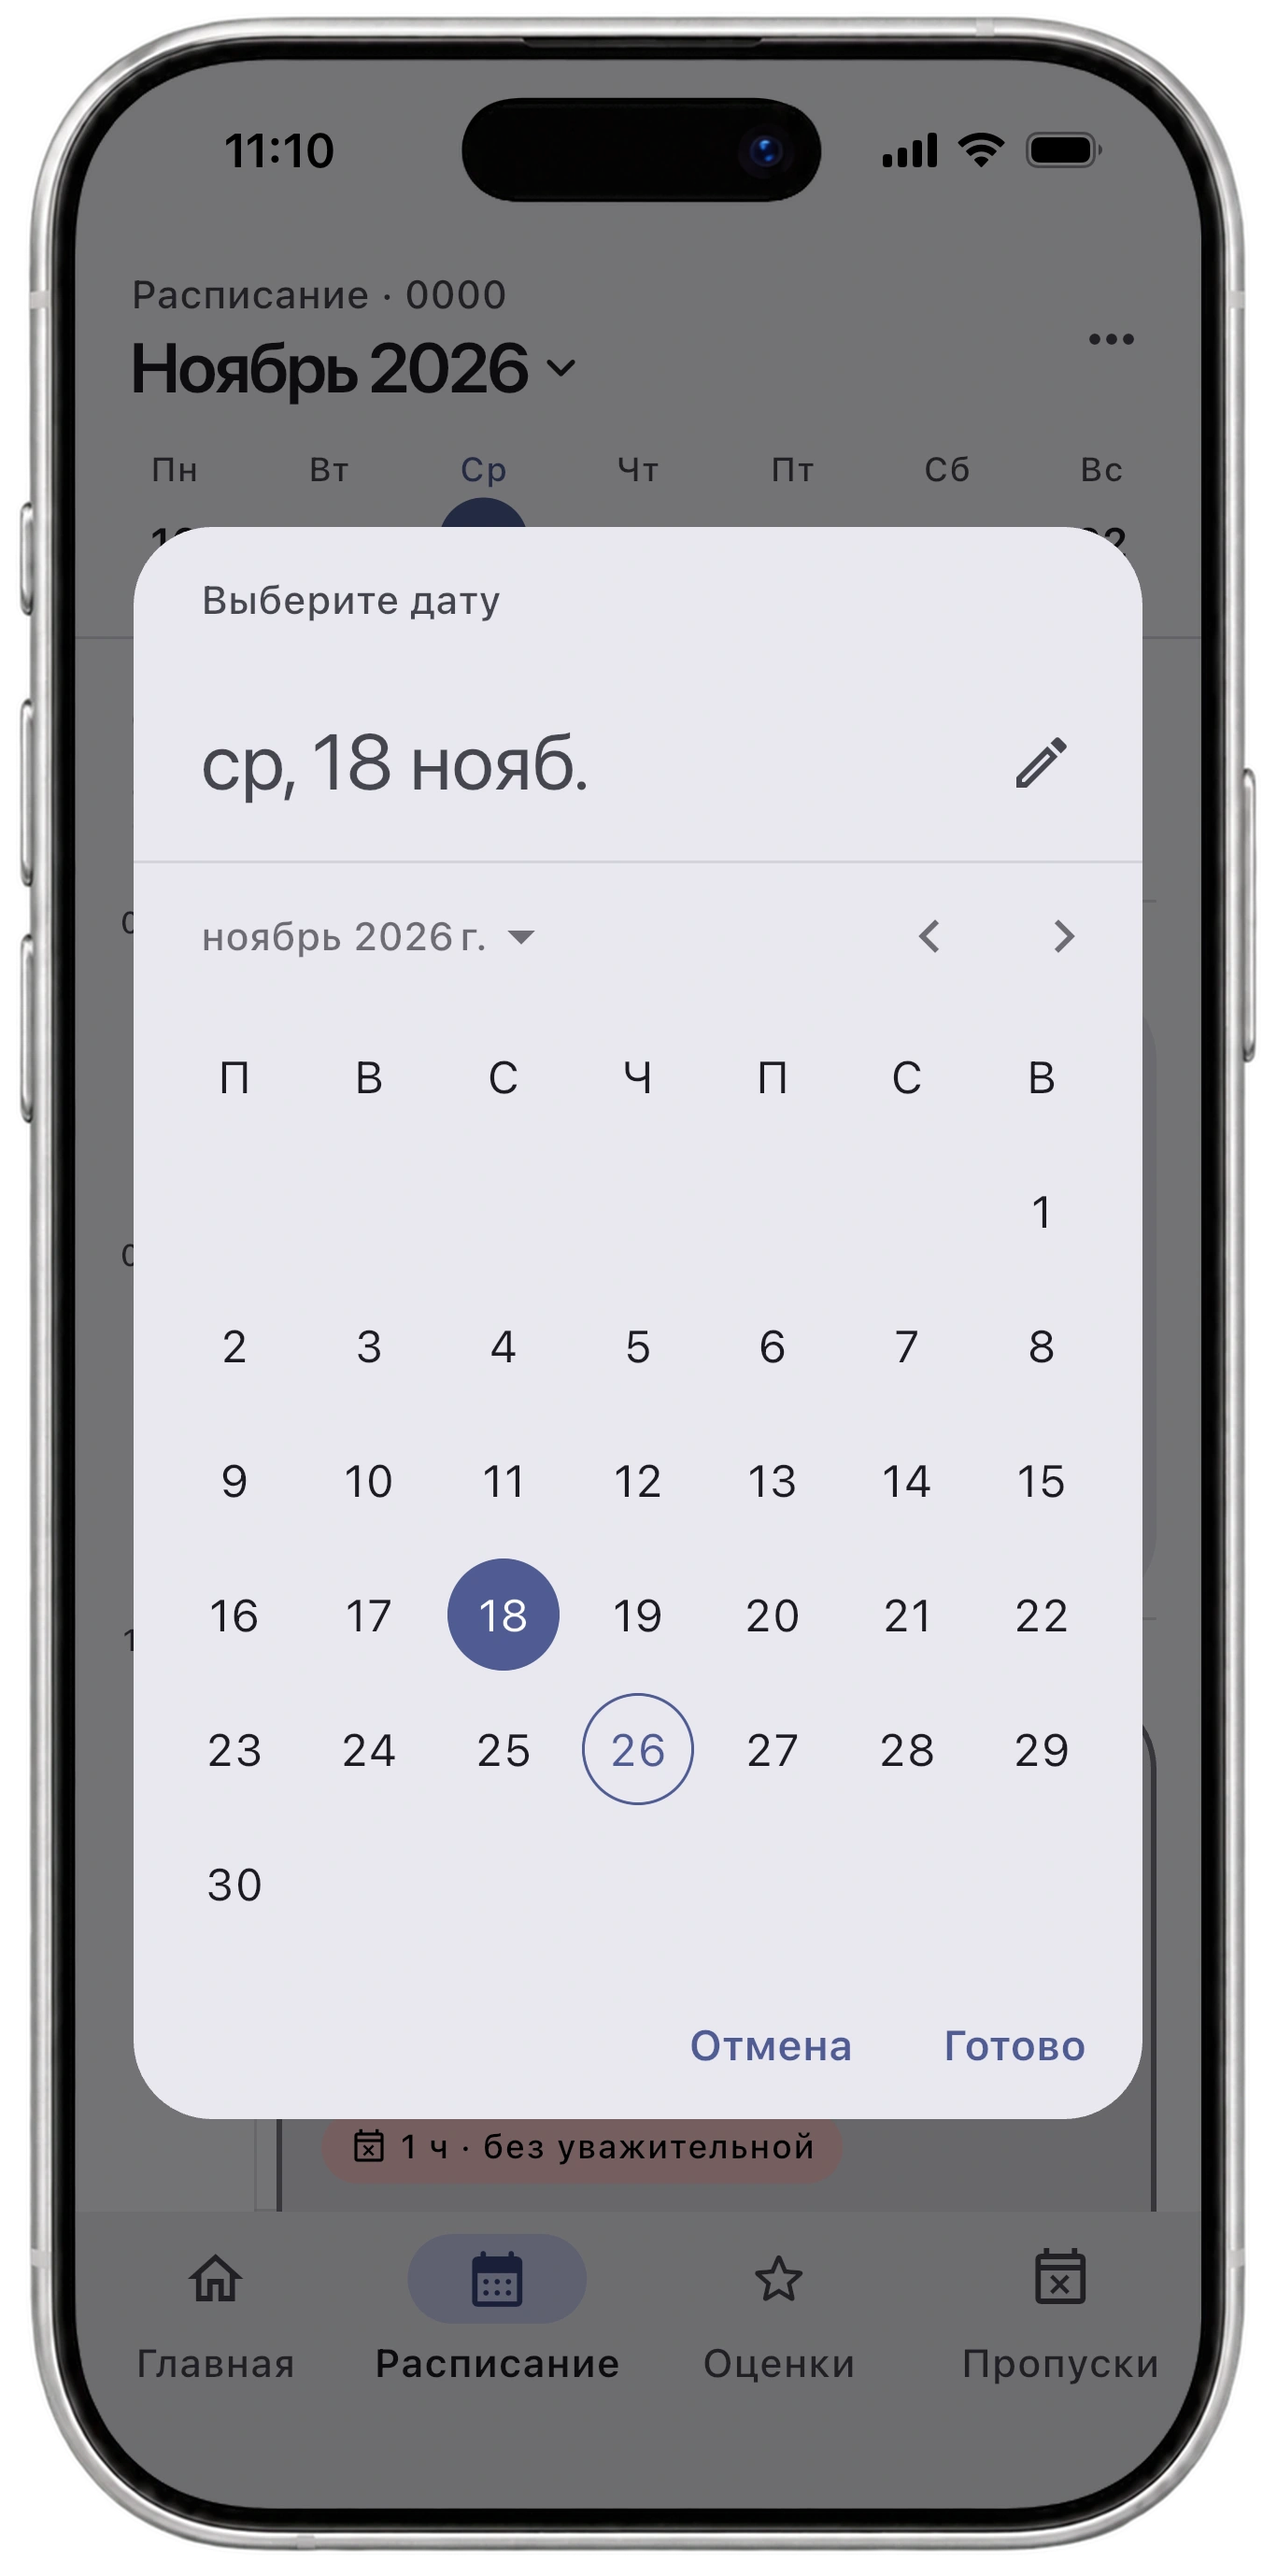 11:10
Расписание · 0000
Ноябрь 2026
Пн Вт Ср Чт Пт Сб Вс
Выберите дату
ср, 18 нояб.
ноябрь 2026 г.
П В С Ч П С В
1
2 3 4 5 6 7 8
9 10 11 12 13 14 15
16 17 18 19 20 21 22
23 24 25 26 27 28 29
30
Отмена Готово
1 ч · без уважительной
Главная Расписание Оценки Пропуски